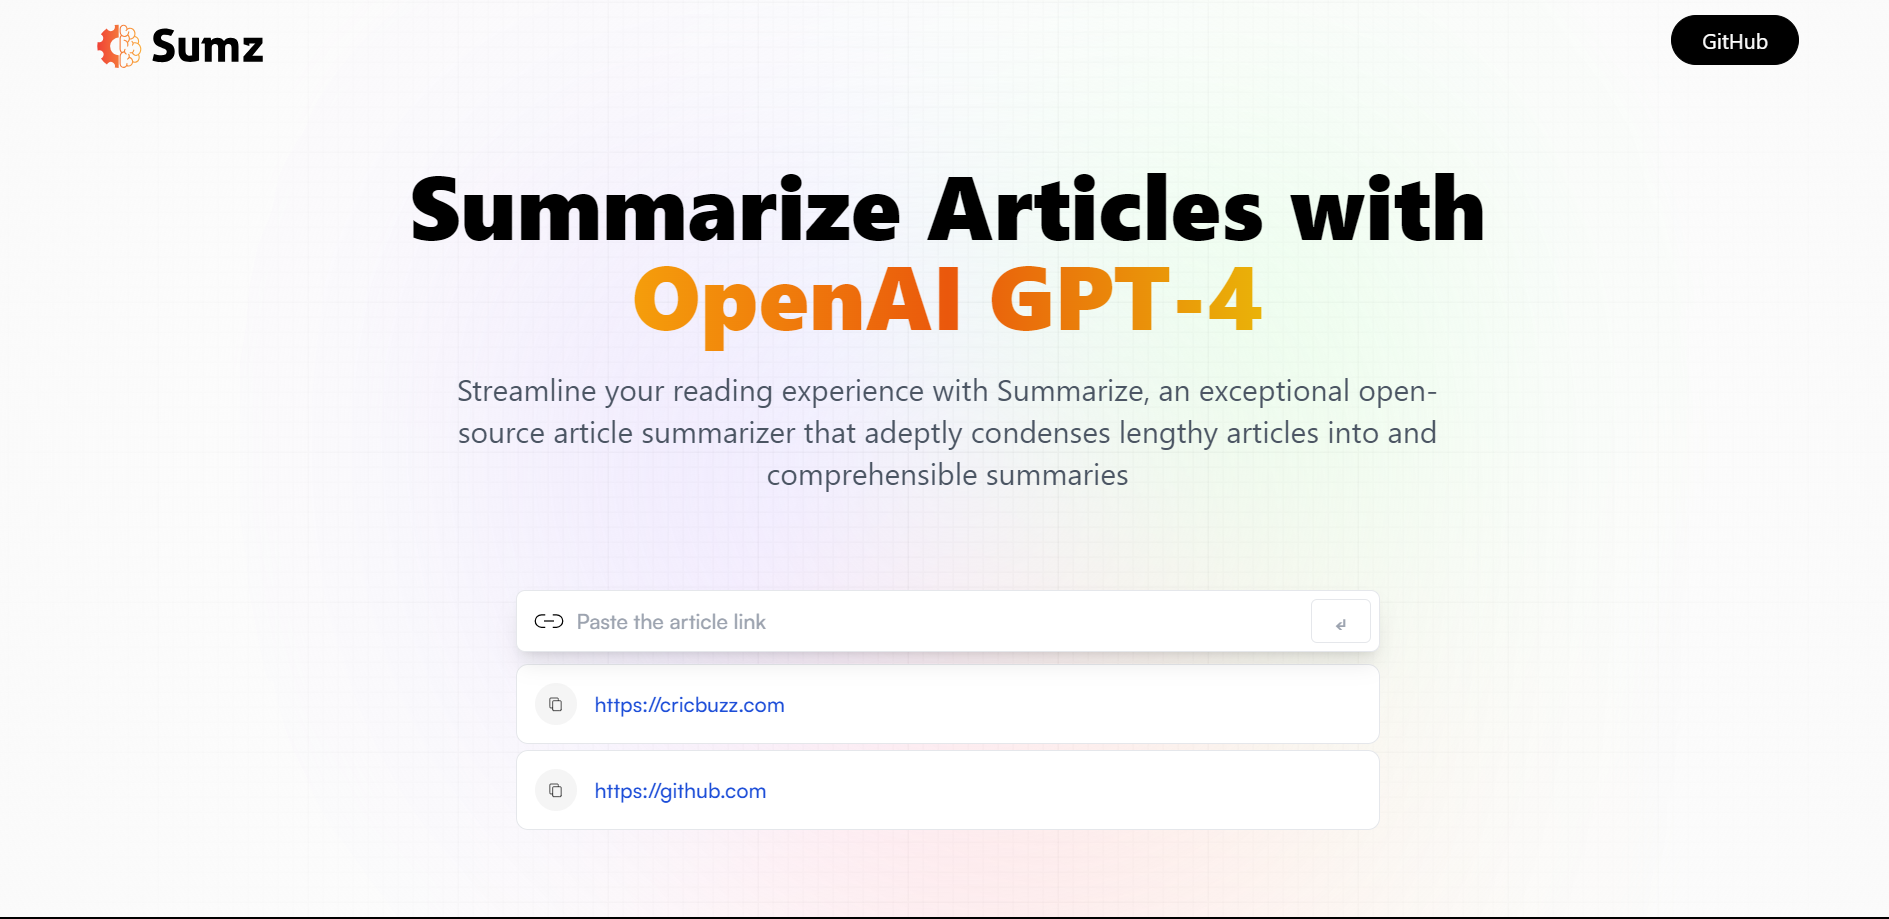 Sumz
GitHub
Summarize Articles with
OpenAI GPT-4
Streamline your reading experience with Summarize, an exceptional open-
source article summarizer that adeptly condenses lengthy articles into and
comprehensible summaries
Paste the article link
↵
https://cricbuzz.com
https://github.com